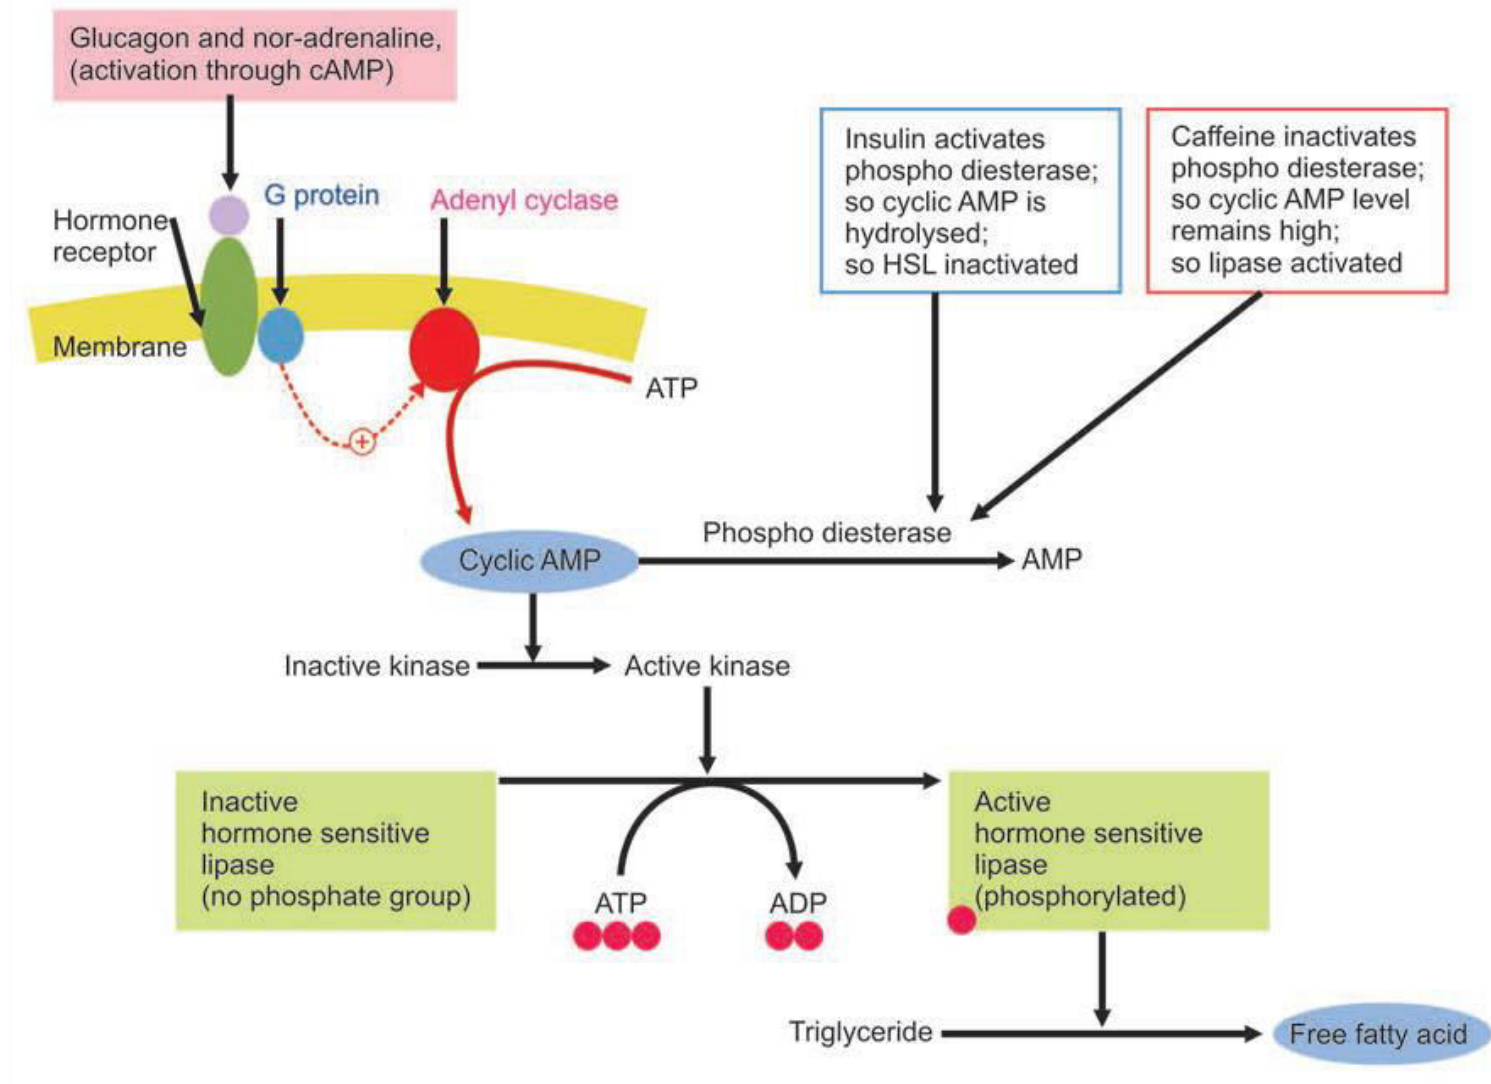 Glucagon and nor-adrenaline,
(activation through cAMP)
Insulin activates
phospho diesterase;
so cyclic AMP is
hydrolysed;
so HSL inactivated
Caffeine inactivates
phospho diesterase;
so cyclic AMP level
remains high;
so lipase activated
G protein
Adenyl cyclase
Hormone
receptor
Membrane
ATP
+
Phospho diesterase
Cyclic AMP
AMP
Inactive kinase
Active kinase
Inactive
hormone sensitive
lipase
(no phosphate group)
ATP
ADP
Active
hormone sensitive
lipase
(phosphorylated)
Triglyceride
Free fatty acid